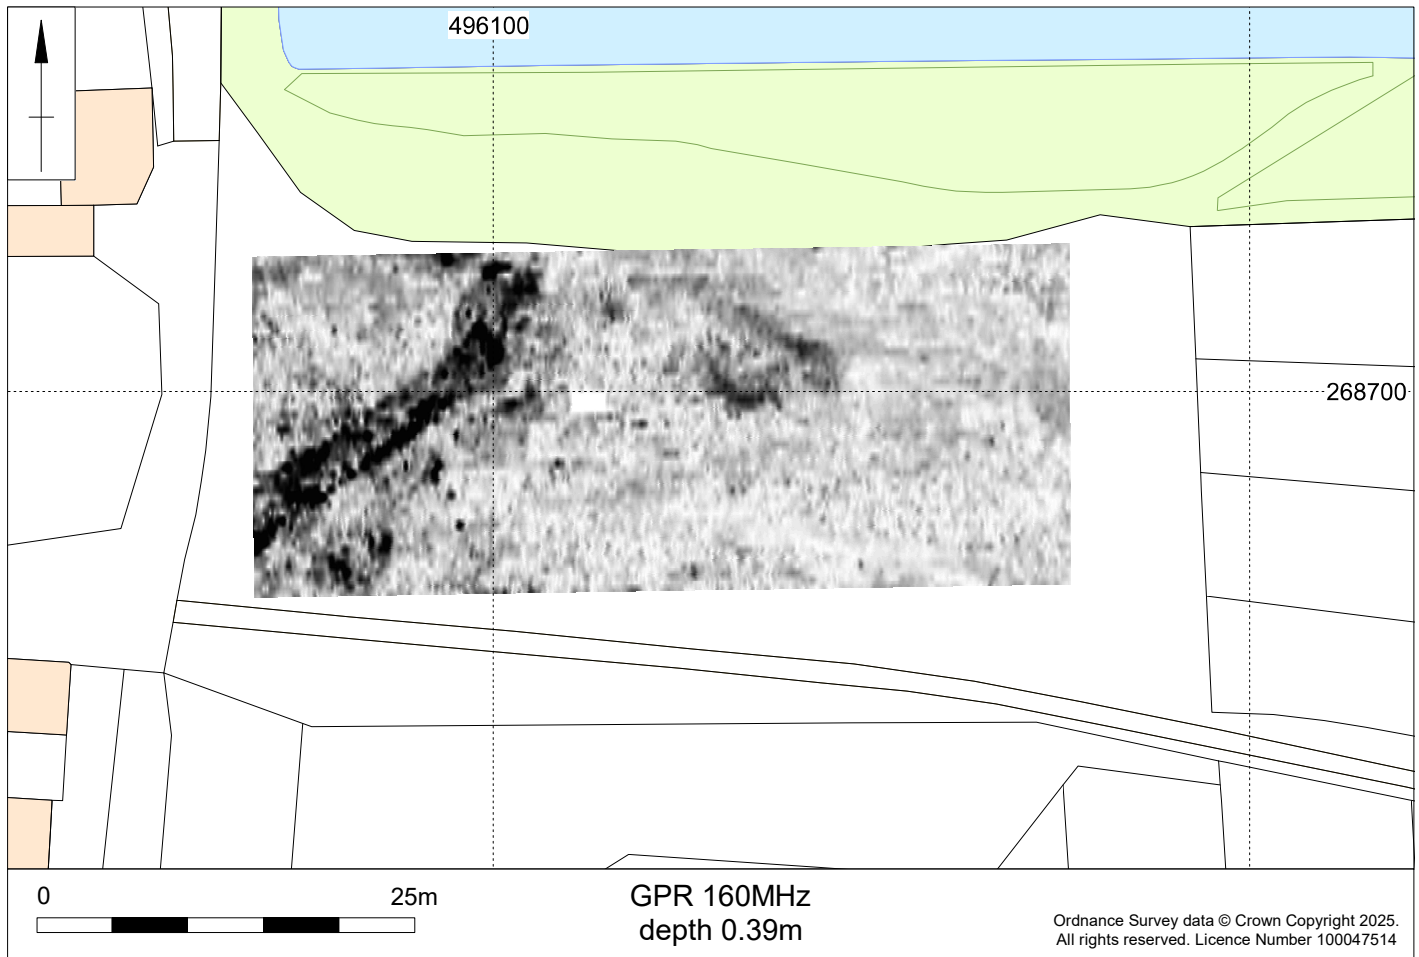 496100
268700
0 25m
GPR 160MHz
depth 0.39m
Ordnance Survey data © Crown Copyright 2025.
All rights reserved. Licence Number 100047514